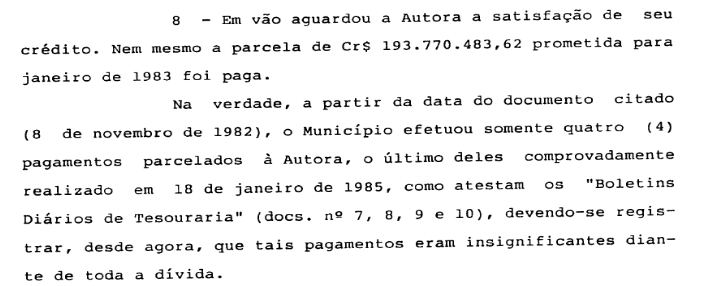 8 - Em vão aguardou a Autora a satisfação de seu
crédito. Nem mesmo a parcela de Cr$ 193.770.483,62 prometida para
janeiro de 1983 foi paga.
Na verdade, a partir da data do documento citado
(8 de novembro de 1982), o Município efetuou somente quatro (4)
pagamentos parcelados à Autora, o último deles comprovadamente
realizado em 18 de janeiro de 1985, como atestam os "Boletins
Diários de Tesouraria" (docs. nº 7, 8, 9 e 10), devendo-se regis-
trar, desde agora, que tais pagamentos eram insignificantes dian-
te de toda a dívida.